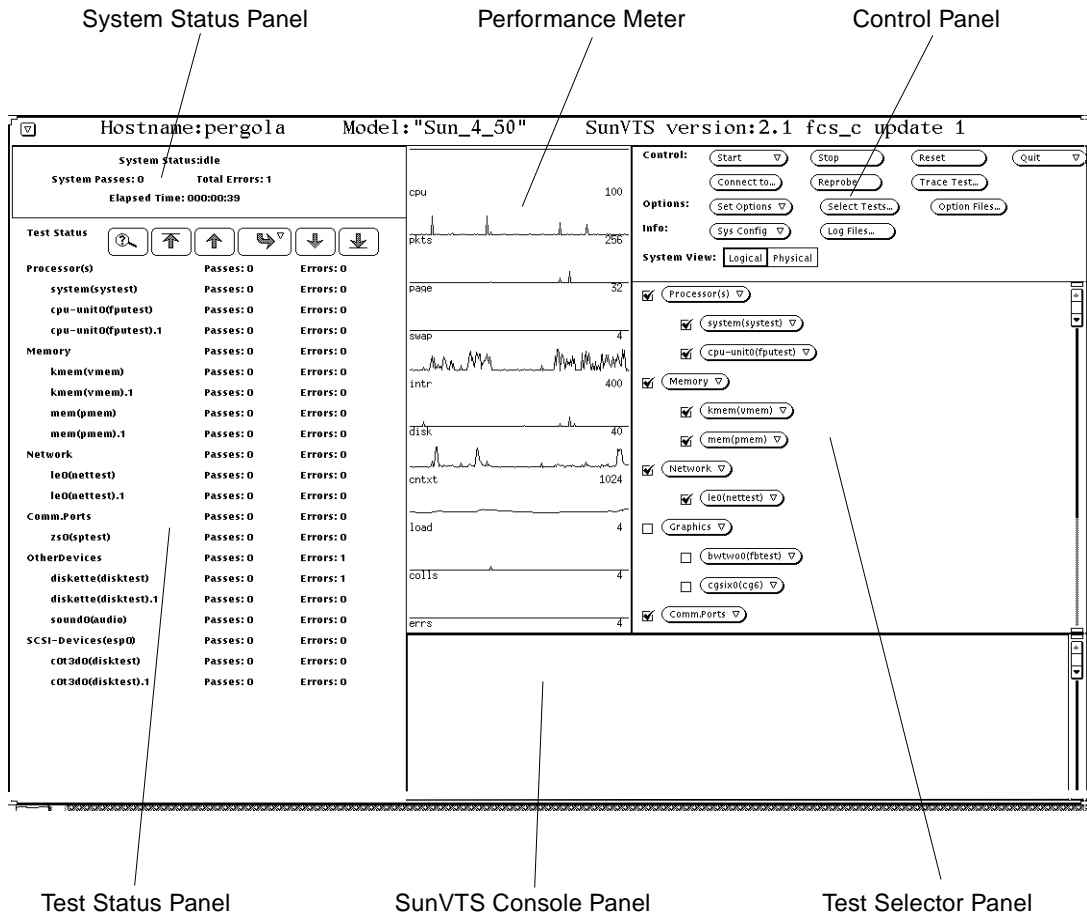 System Status Panel
Performance Meter
Control Panel
Hostname:pergola Model:"Sun_4_50" SunVTS version:2.1 fcs_c update 1
System Status:idle
System Passes: 0 Total Errors: 1
Elapsed Time: 000:00:39
Test Status
Processor(s) Passes: 0 Errors: 0
system(systest) Passes: 0 Errors: 0
cpu-unit0(fputest) Passes: 0 Errors: 0
cpu-unit0(fputest).1 Passes: 0 Errors: 0
Memory Passes: 0 Errors: 0
kmem(vmem) Passes: 0 Errors: 0
kmem(vmem).1 Passes: 0 Errors: 0
mem(pmem) Passes: 0 Errors: 0
mem(pmem).1 Passes: 0 Errors: 0
Network Passes: 0 Errors: 0
le0(nettest) Passes: 0 Errors: 0
le0(nettest).1 Passes: 0 Errors: 0
Comm.Ports Passes: 0 Errors: 0
zs0(sptest) Passes: 0 Errors: 0
OtherDevices Passes: 0 Errors: 1
diskette(disktest) Passes: 0 Errors: 1
diskette(disktest).1 Passes: 0 Errors: 0
sound0(audio) Passes: 0 Errors: 0
SCSI-Devices(esp0) Passes: 0 Errors: 0
c0t3d0(disktest) Passes: 0 Errors: 0
c0t3d0(disktest).1 Passes: 0 Errors: 0
cpu 100
pkts 256
page 32
swap 4
intr 400
disk 40
cntxt 1024
load 4
colls 4
errs 4
Control: Start Stop Reset Quit
Connect to... Reprobe Trace Test...
Options: Set Options Select Tests... Option Files...
Info: Sys Config Log Files...
System View: Logical Physical
Processor(s)
system(systest)
cpu-unit0(fputest)
Memory
kmem(vmem)
mem(pmem)
Network
le0(nettest)
Graphics
bwtwo0(fbtest)
cgsix0(cg6)
Comm.Ports
Test Status Panel
SunVTS Console Panel
Test Selector Panel